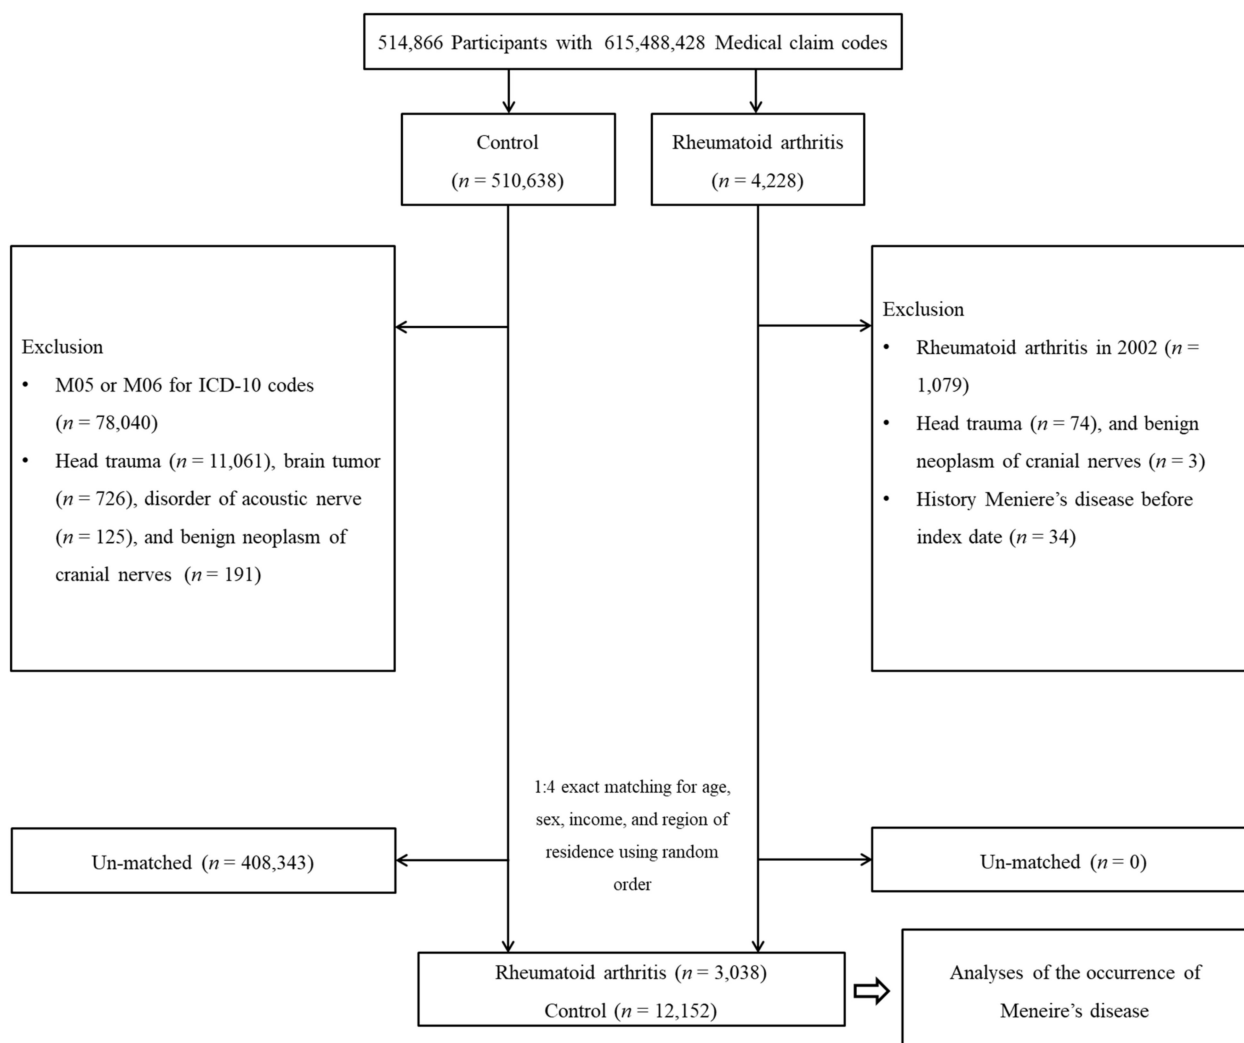 514,866 Participants with 615,488,428 Medical claim codes
Control
(n = 510,638)
Rheumatoid arthritis
(n = 4,228)
Exclusion
• M05 or M06 for ICD-10 codes
(n = 78,040)
• Head trauma (n = 11,061), brain tumor
(n = 726), disorder of acoustic nerve
(n = 125), and benign neoplasm of
cranial nerves (n = 191)
Exclusion
• Rheumatoid arthritis in 2002 (n =
1,079)
• Head trauma (n = 74), and benign
neoplasm of cranial nerves (n = 3)
• History Meniere's disease before
index date (n = 34)
1:4 exact matching for age,
sex, income, and region of
residence using random
order
Un-matched (n = 408,343)
Un-matched (n = 0)
Rheumatoid arthritis (n = 3,038)
Control (n = 12,152)
Analyses of the occurrence of
Meneire's disease